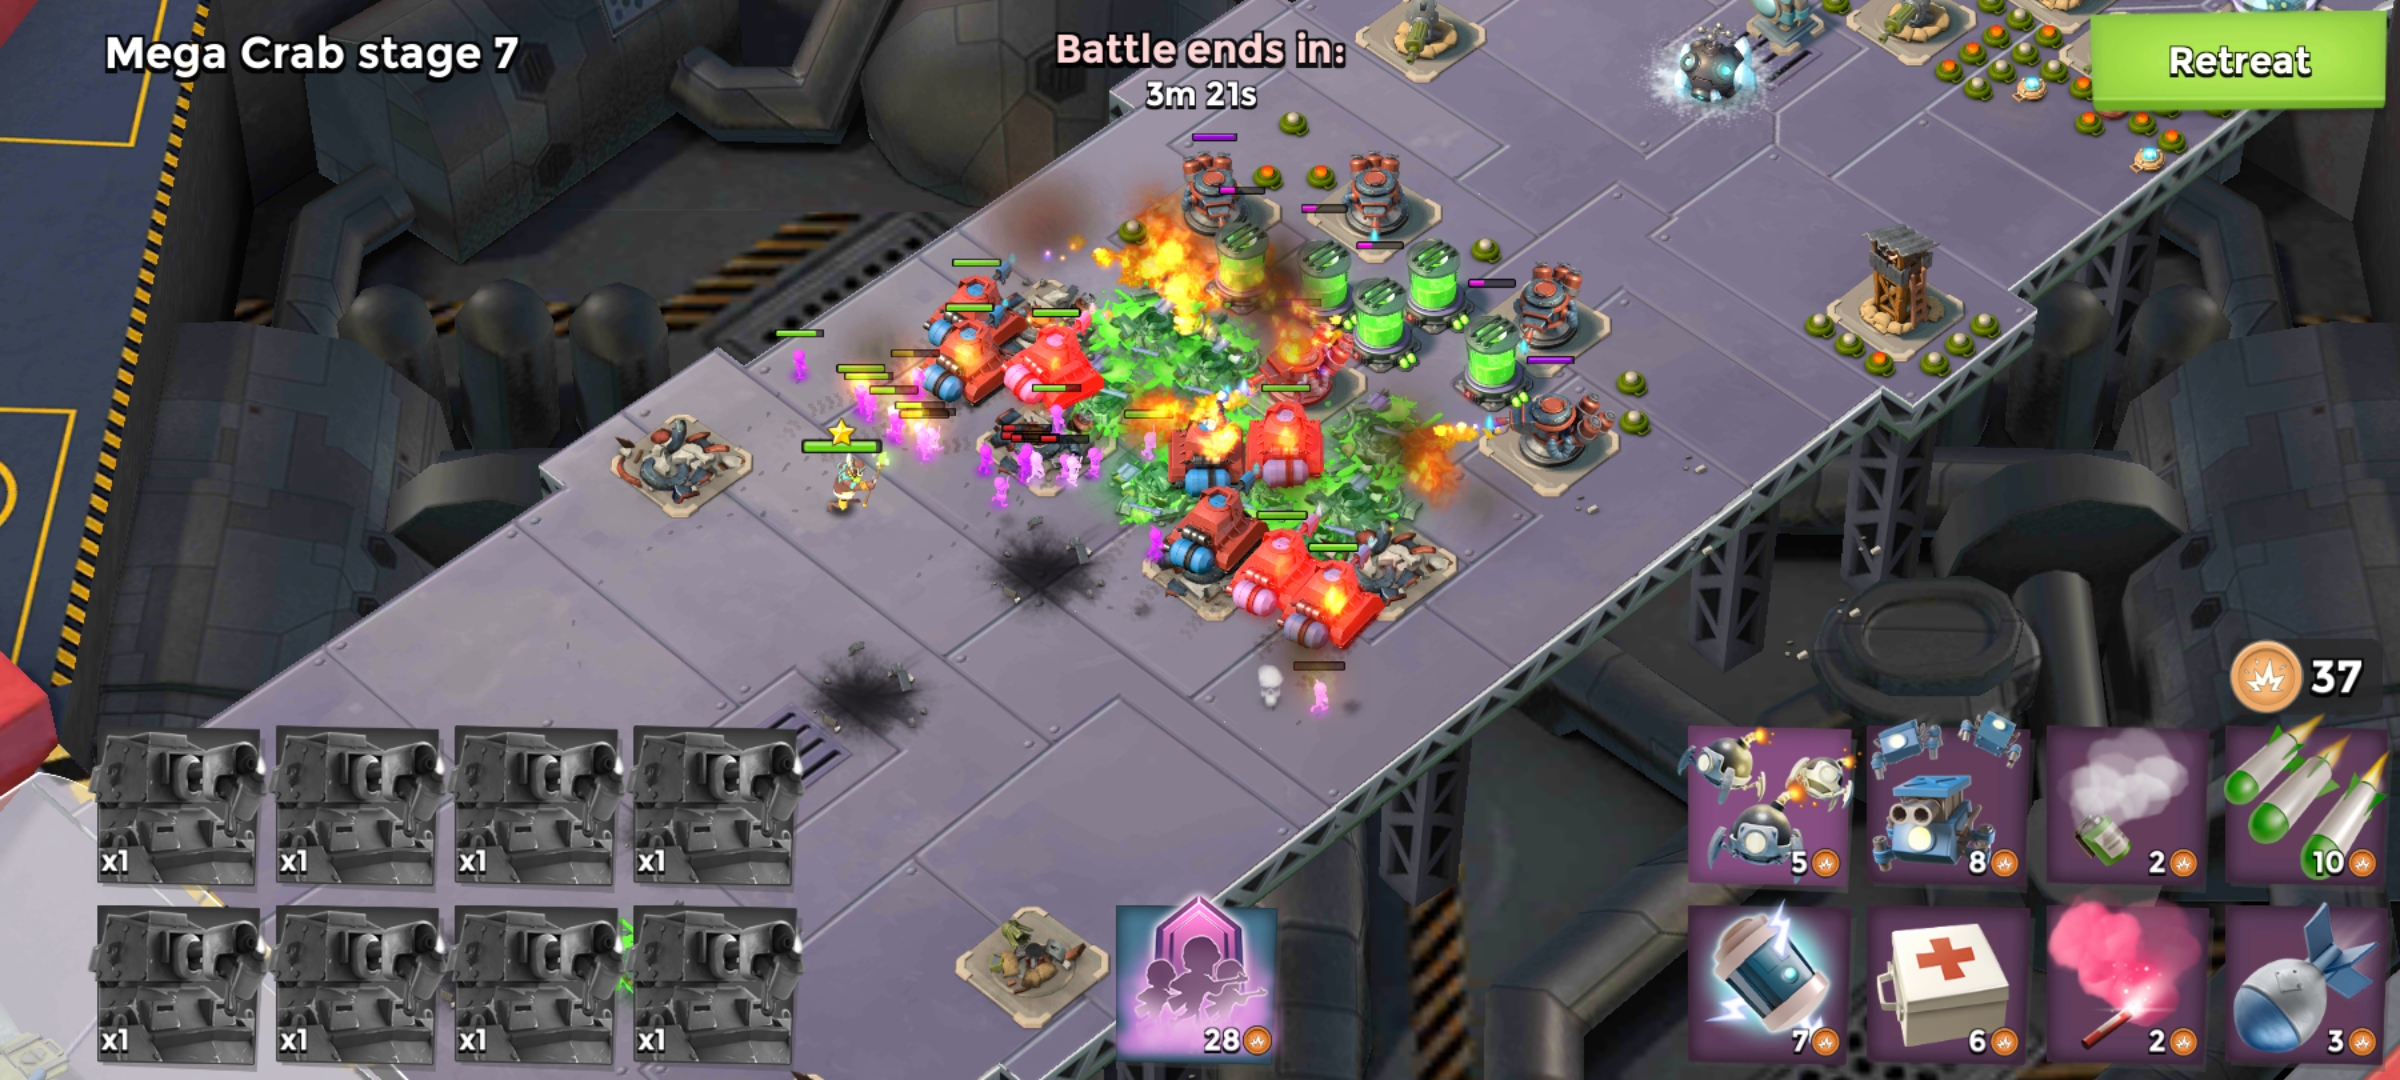 Mega Crab stage 7
Battle ends in:
3m 21s
Retreat
37
x1 x1 x1 x1
5 8 2 10
x1 x1 x1 x1
28
7 6 2 3